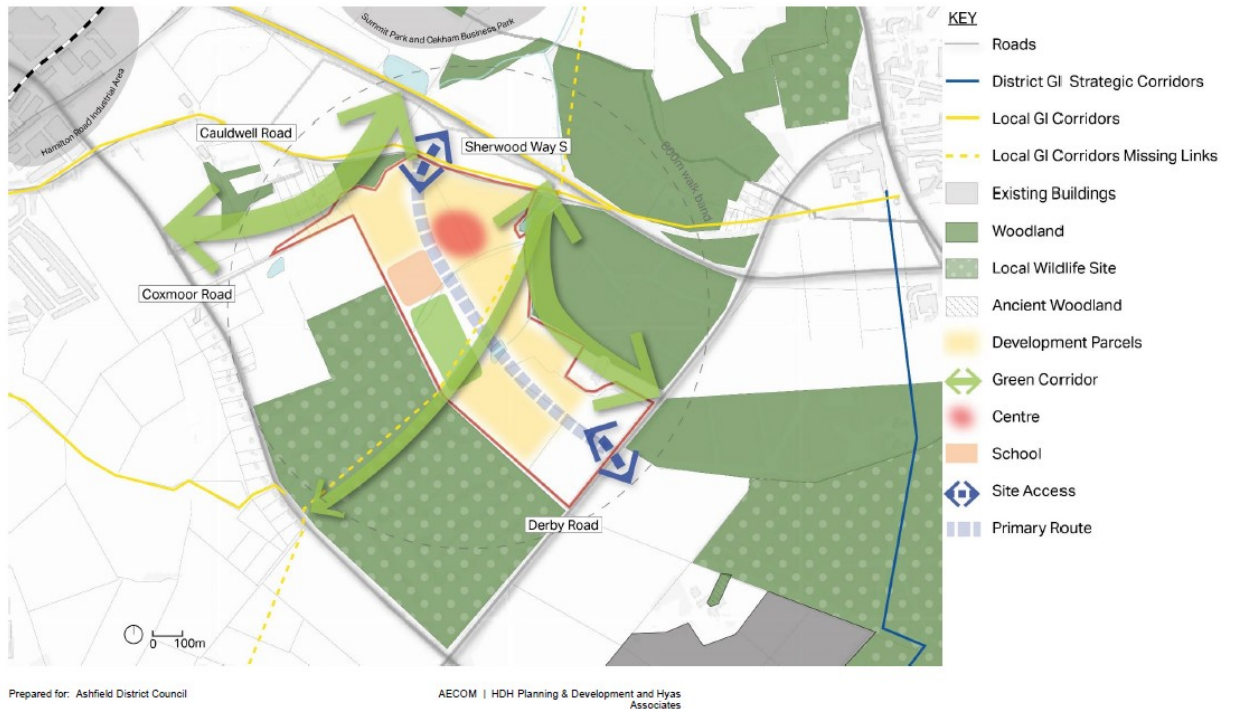 Summit Park and Oakham Business Park
Hamilton Road Industrial Area
Cauldwell Road
Sherwood Way S
800m walk band
Coxmoor Road
Derby Road
0 100m
KEY
Roads
District GI Strategic Corridors
Local GI Corridors
Local GI Corridors Missing Links
Existing Buildings
Woodland
Local Wildlife Site
Ancient Woodland
Development Parcels
Green Corridor
Centre
School
Site Access
Primary Route
Prepared for: Ashfield District Council
AECOM | HDH Planning & Development and Hyas
Associates